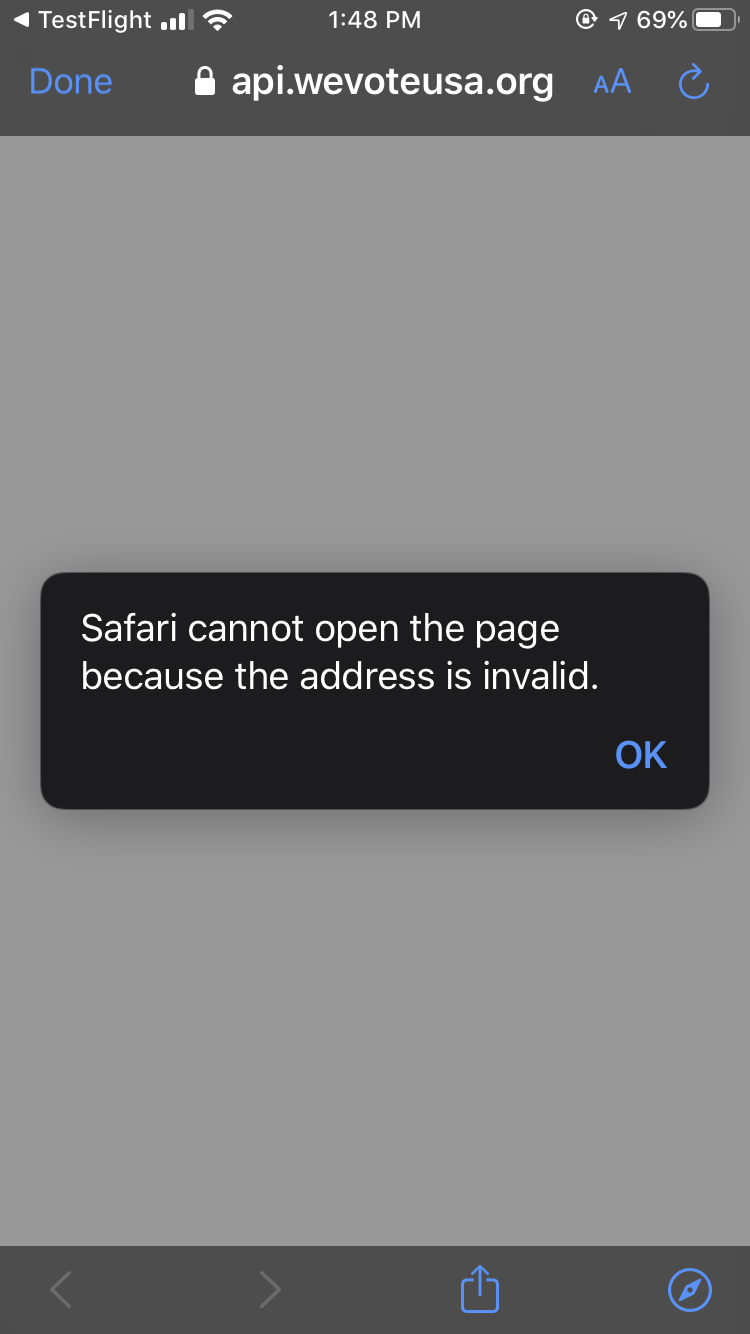 TestFlight 1:48 PM 69%
Done api.wevoteusa.org AA
Safari cannot open the page
because the address is invalid.
OK